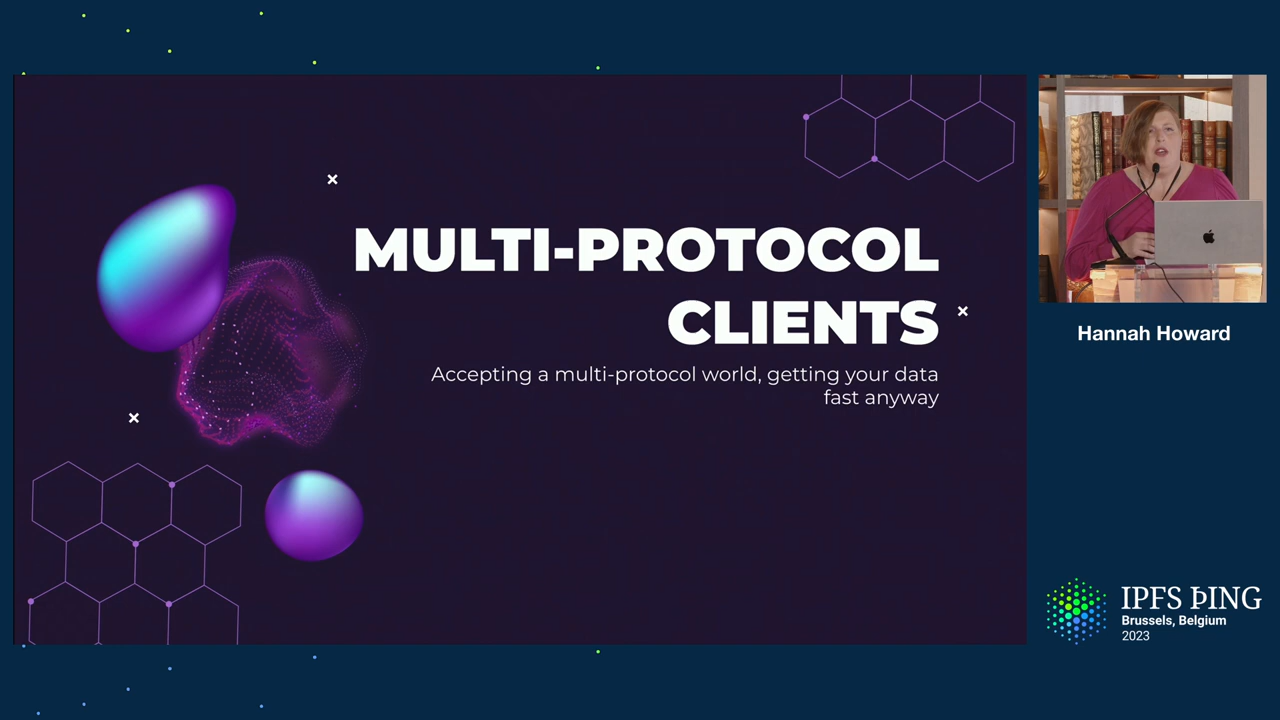 MULTI-PROTOCOL
CLIENTS
Accepting a multi-protocol world, getting your data
fast anyway
Hannah Howard
IPFS ÞING
Brussels, Belgium
2023